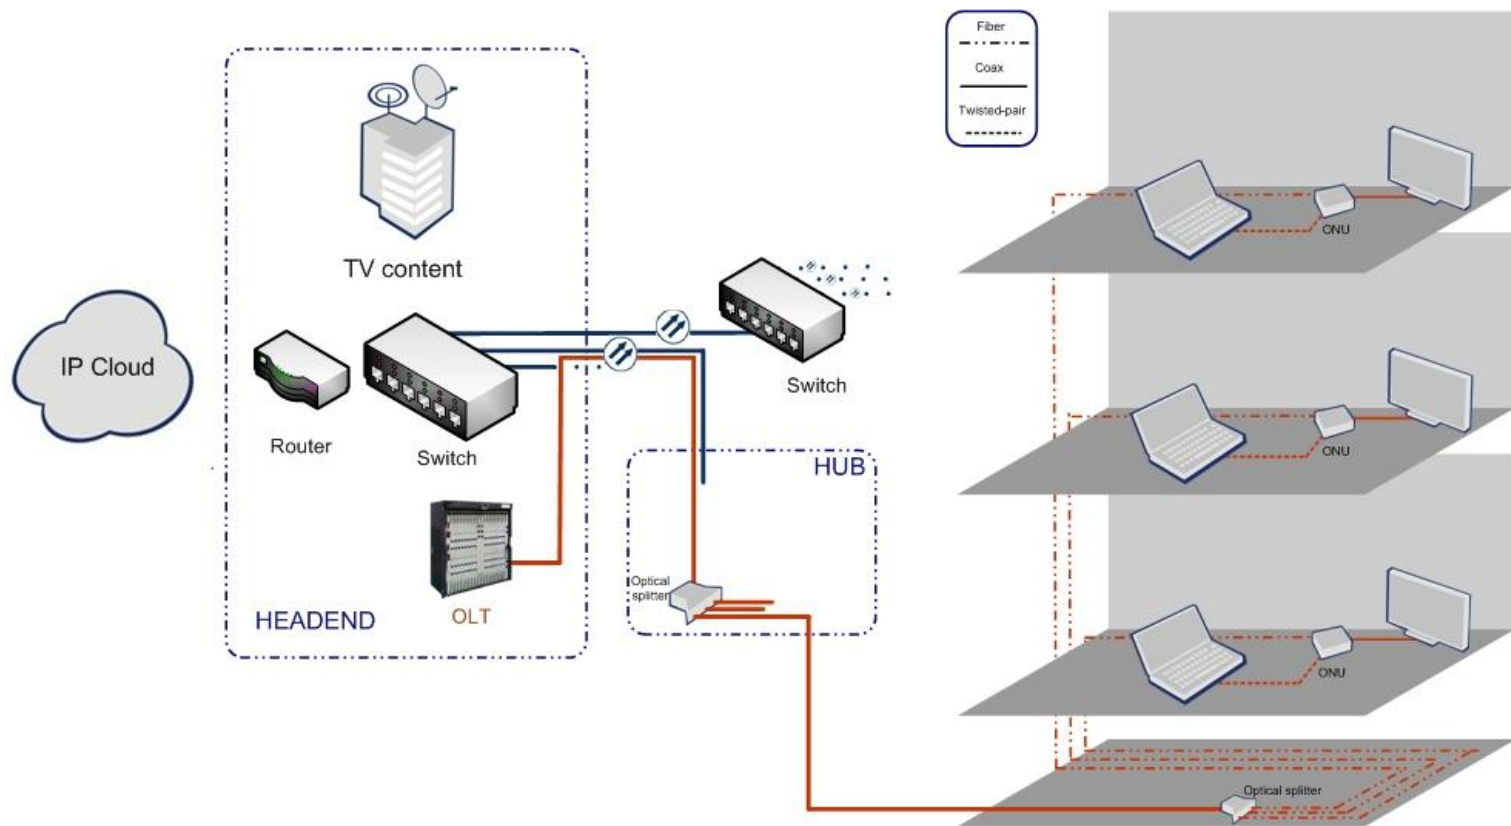 Fiber
Coax
Twisted-pair
TV content
IP Cloud
Router
Switch
Switch
HUB
Optical
splitter
OLT
HEADEND
ONU
ONU
ONU
Optical splitter